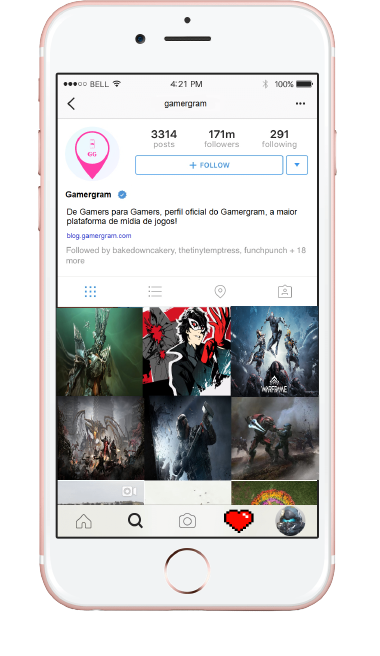 BELL 4:21 PM 100%
gamergram
3314 171m 291
posts followers following
GG
+ FOLLOW
Gamergram
De Gamers para Gamers, perfil oficial do Gamergram, a maior
plataforma de mídia de jogos!
blog.gamergram.com
Followed by bakedowncakery, thetinytemptress, funchpunch + 18
more
WARFRAME